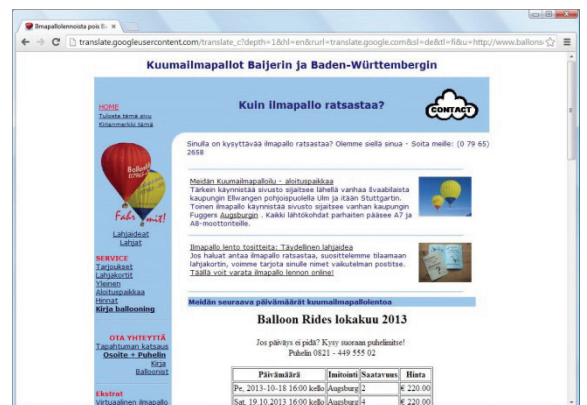 Ilmapallolennoista pois B
translate.googleusercontent.com/translate_c?depth=1&hl=en&rurl=translate.google.com&sl=de&tl=fi&u=http://www.ballons
Kuumailmapallot Baijerin ja Baden-Württembergin
HOME
Tulosta tämä sivu
Kirjanmerkki tämä
Kuin ilmapallo ratsastaa?
CONTACT
Sinulla on kysyttävää ilmapallo ratsastaa? Olemme siellä sinua - Soita meille: (0 79 65)
2658
Fahr mit!
Lahjaideat
Lahjat
SERVICE
Tarjoukset
Lahjakortit
Yleinen
Aloituspaikkaa
Hinnat
Kirja ballooning
OTA YHTEYTTÄ
Tapahtuman katsaus
Osoite + Puhelin
Kirja
Balloonist
Ekstrat
Virtuaalinen ilmapallo
Meidän Kuumailmapalloilu - aloituspaikkaa
Tärkein käynnistää sivusto sijaitsee lähellä vanhaa Švaabilaista
kaupungin Ellwangen pohjoispuolella Ulm ja itään Stuttgartin.
Toinen ilmapallo käynnistää sivusto sijaitsee vanhan kaupungin
Fuggers Augsburgin . Kaikki lähtökohdat parhaiten pääsee A7 ja
A8-moottoritielle.
Ilmapallo lento tositteita: Täydellinen lahjaidea
Jos haluat antaa ilmapallo ratsastaa, suosittelemme tilaamaan
lahjakortin, voimme tarjota sinulle nimet vaikutelman postitse.
Täällä voit varata ilmapallo lennon online!
Meidän seuraava päivämäärät kuumailmapallolentoa
Balloon Rides lokakuu 2013
Jos päiväys ei pidä? Kysy suoraan puhelimitse!
Puhelin 0821 - 449 555 02
Päivämäärä Imitointi Saatavuus Hinta
Pe, 2013-10-18 16:00 kello Augsburg 2 € 220.00
Sat, 19.10.2013 16:00 kello Augsburg 4 € 220.00